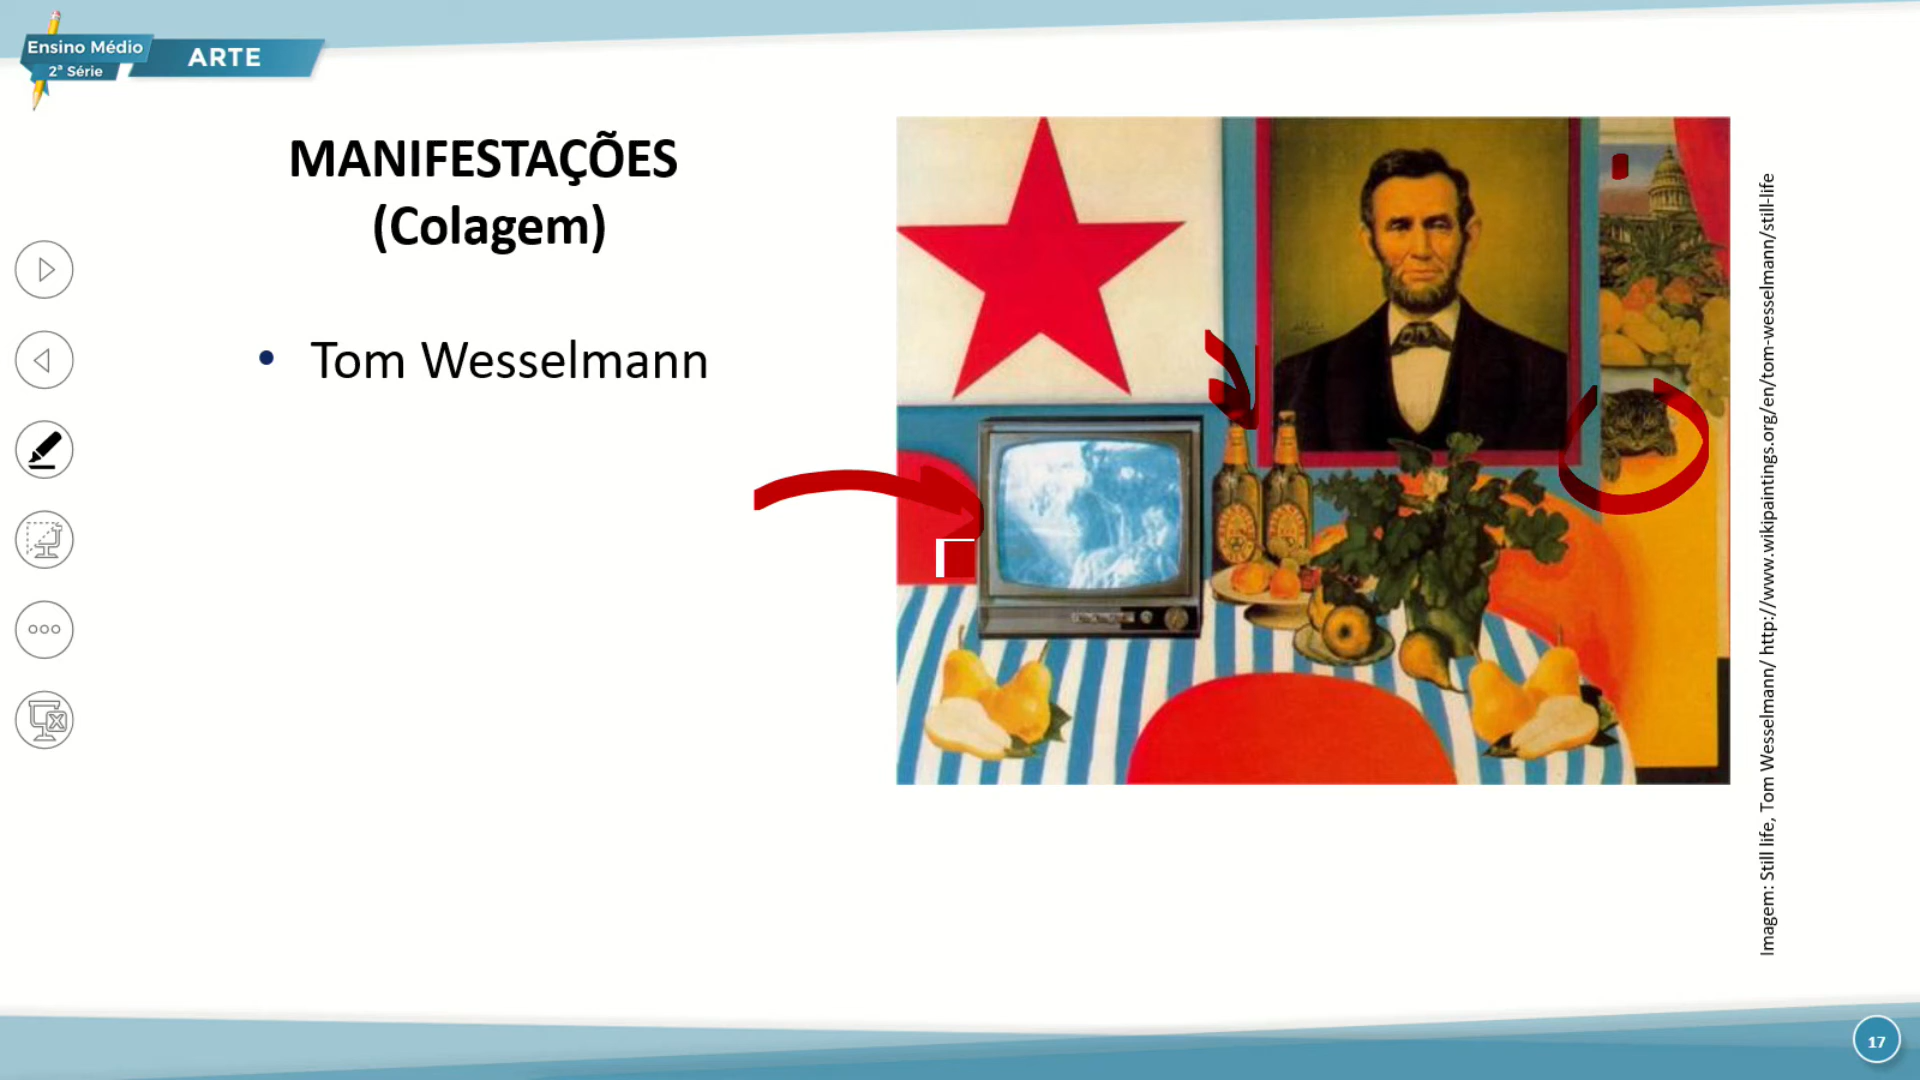 Ensino Médio
2ª Série
ARTE
MANIFESTAÇÕES
(Colagem)
• Tom Wesselmann
Imagem: Still life, Tom Wesselmann/ http://www.wikipaintings.org/en/tom-wesselmann/still-life
17